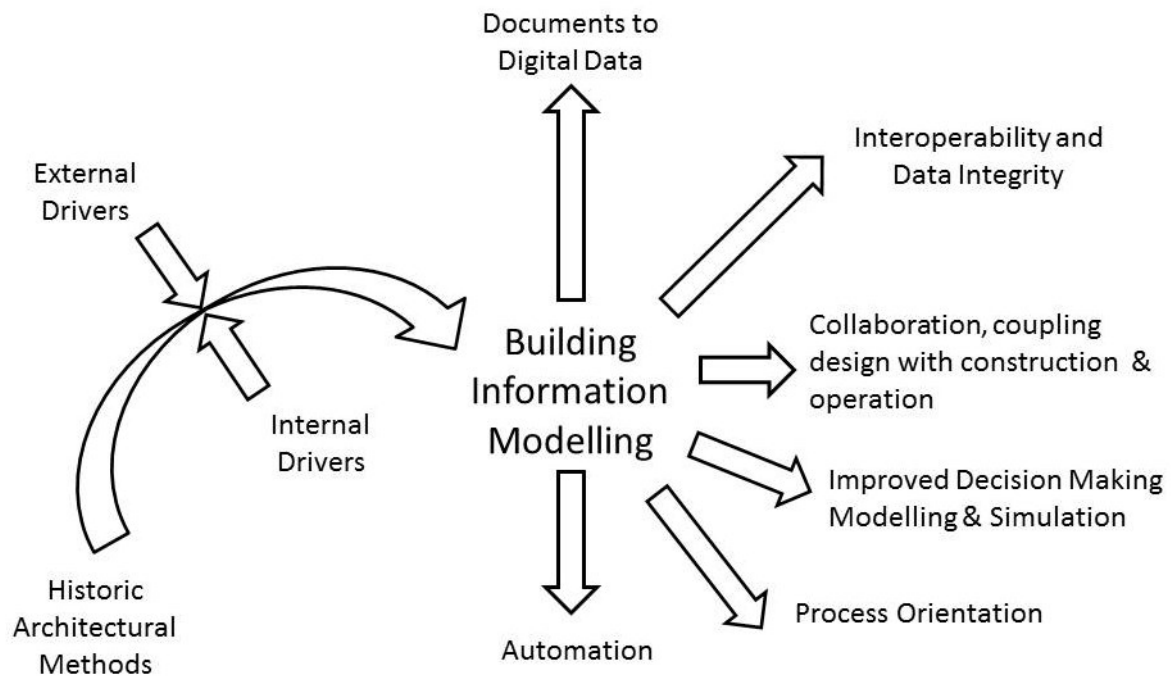 Documents to
Digital Data
Interoperability and
Data Integrity
External
Drivers
Collaboration, coupling
design with construction &
operation
Building
Information
Modelling
Internal
Drivers
Improved Decision Making
Modelling & Simulation
Historic
Architectural
Methods
Process Orientation
Automation